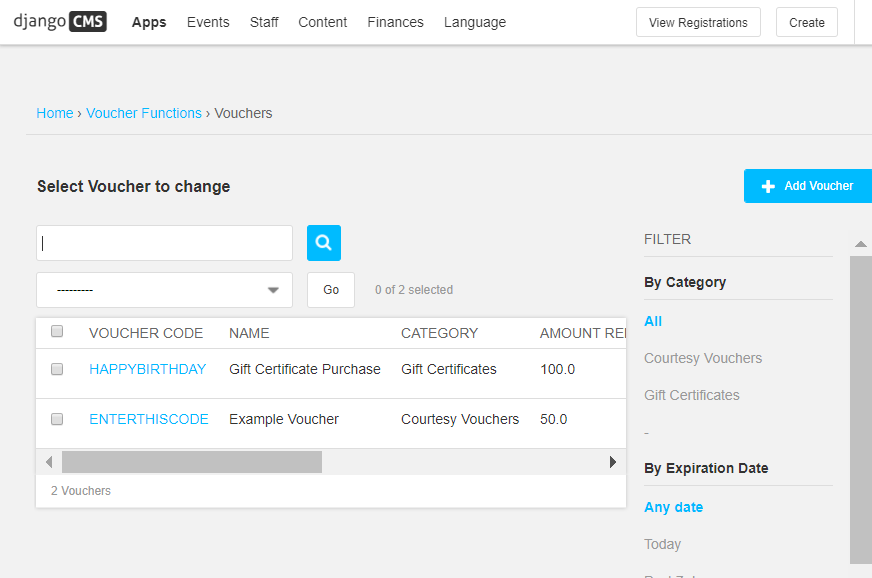 django CMS Apps Events Staff Content Finances Language View Registrations Create
Home › Voucher Functions › Vouchers
Select Voucher to change
Add Voucher
--------- Go 0 of 2 selected
VOUCHER CODE NAME CATEGORY AMOUNT
HAPPYBIRTHDAY Gift Certificate Purchase Gift Certificates 100.0
ENTERTHISCODE Example Voucher Courtesy Vouchers 50.0
2 Vouchers
FILTER
By Category
All
Courtesy Vouchers
Gift Certificates
-
By Expiration Date
Any date
Today